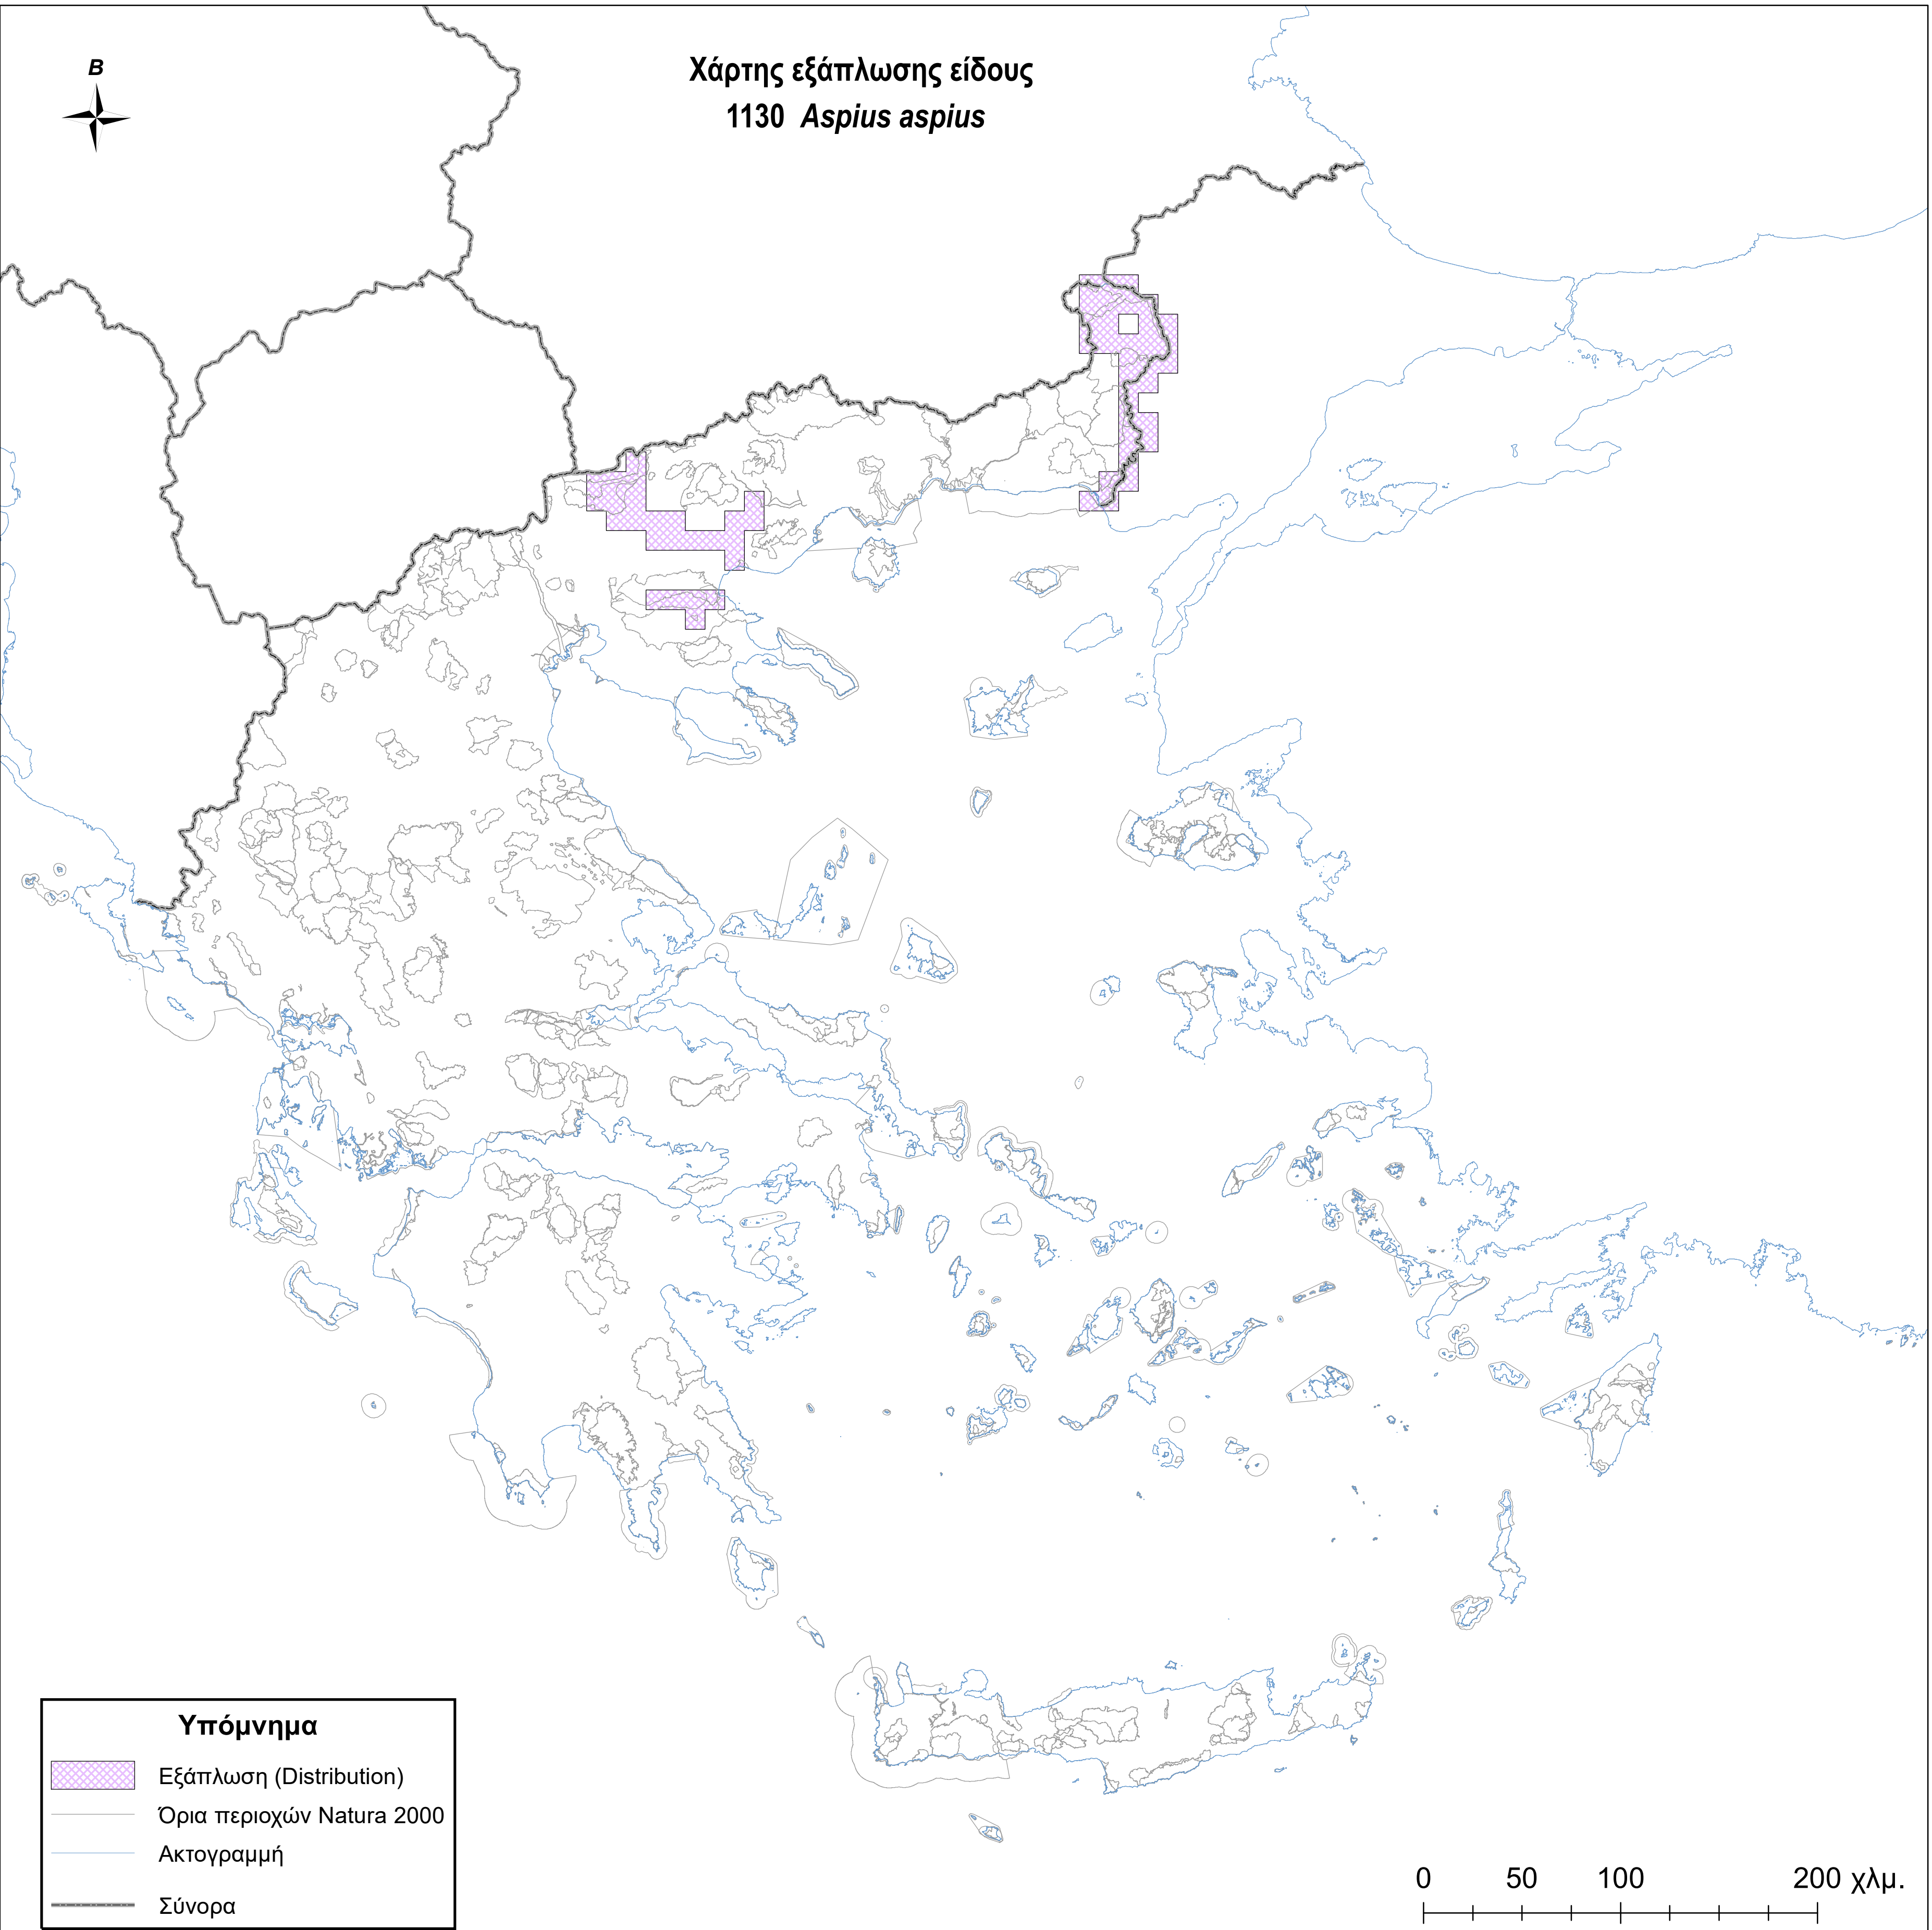 Β
Χάρτης εξάπλωσης είδους
1130 Aspius aspius
Υπόμνημα
Εξάπλωση (Distribution)
Όρια περιοχών Natura 2000
Ακτογραμμή
Σύνορα
0 50 100 200 χλμ.